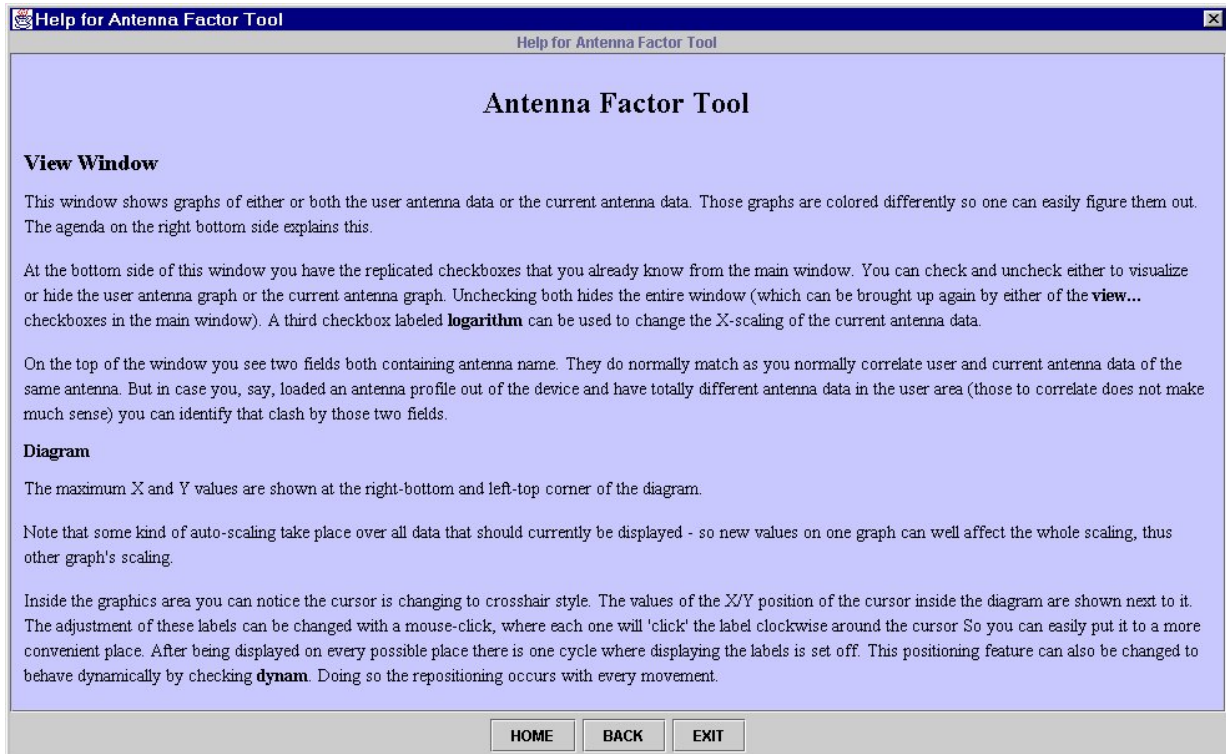 Help for Antenna Factor Tool
Help for Antenna Factor Tool
Antenna Factor Tool
View Window
This window shows graphs of either or both the user antenna data or the current antenna data. Those graphs are colored differently so one can easily figure them out.
The agenda on the right bottom side explains this.
At the bottom side of this window you have the replicated checkboxes that you already know from the main window. You can check and uncheck either to visualize
or hide the user antenna graph or the current antenna graph. Unchecking both hides the entire window (which can be brought up again by either of the view...
checkboxes in the main window). A third checkbox labeled logarithm can be used to change the X-scaling of the current antenna data.
On the top of the window you see two fields both containing antenna name. They do normally match as you normally correlate user and current antenna data of the
same antenna. But in case you, say, loaded an antenna profile out of the device and have totally different antenna data in the user area (those to correlate does not make
much sense) you can identify that clash by those two fields.
Diagram
The maximum X and Y values are shown at the right-bottom and left-top corner of the diagram.
Note that some kind of auto-scaling take place over all data that should currently be displayed - so new values on one graph can well affect the whole scaling, thus
other graph's scaling.
Inside the graphics area you can notice the cursor is changing to crosshair style. The values of the X/Y position of the cursor inside the diagram are shown next to it.
The adjustment of these labels can be changed with a mouse-click, where each one will 'click' the label clockwise around the cursor So you can easily put it to a more
convenient place. After being displayed on every possible place there is one cycle where displaying the labels is set off. This positioning feature can also be changed to
behave dynamically by checking dynam. Doing so the repositioning occurs with every movement.
HOME BACK EXIT